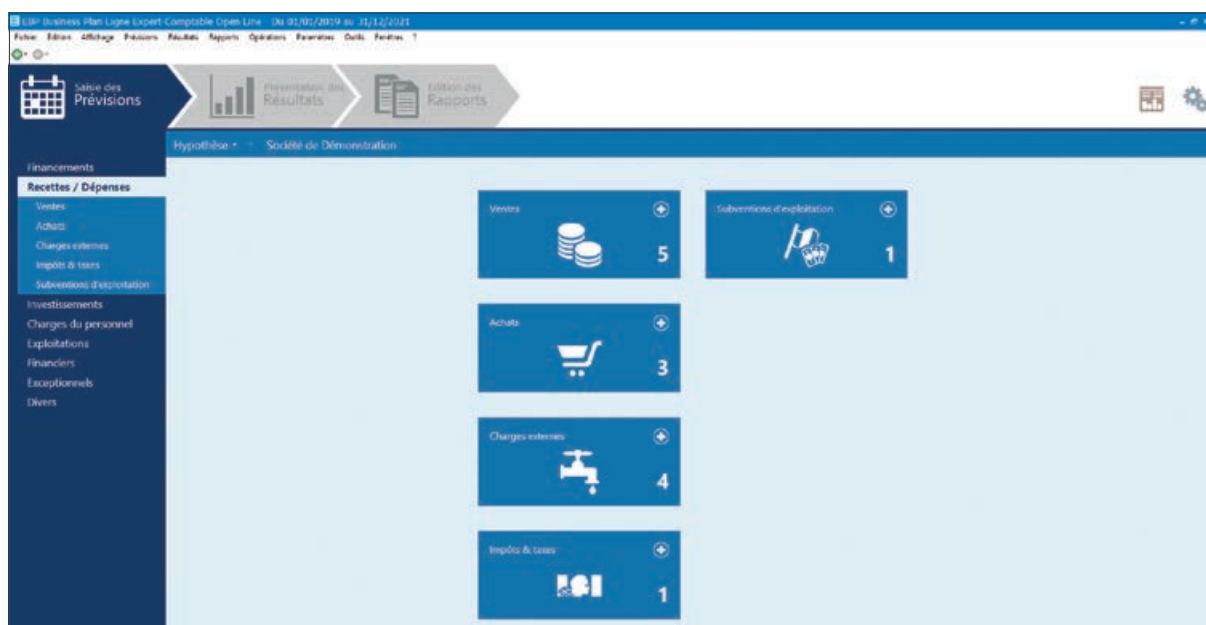 EBP Business Plan Ligne Expert-Comptable Open Line - Du 01/01/2019 au 31/12/2021
Fichier Edition Affichage Prévisions Résultats Rapports Opérations Paramètres Outils Fenêtres ?
Saisie des
Prévisions
Présentation des
Résultats
Edition des
Rapports
Hypothèse
Société de Démonstration
Financements
Recettes / Dépenses
Ventes
Achats
Charges externes
Impôts & taxes
Subventions d'exploitation
Investissements
Charges du personnel
Exploitations
Financiers
Exceptionnels
Divers
Ventes
5
Subventions d'exploitation
1
Achats
3
Charges externes
4
Impôts & taxes
1